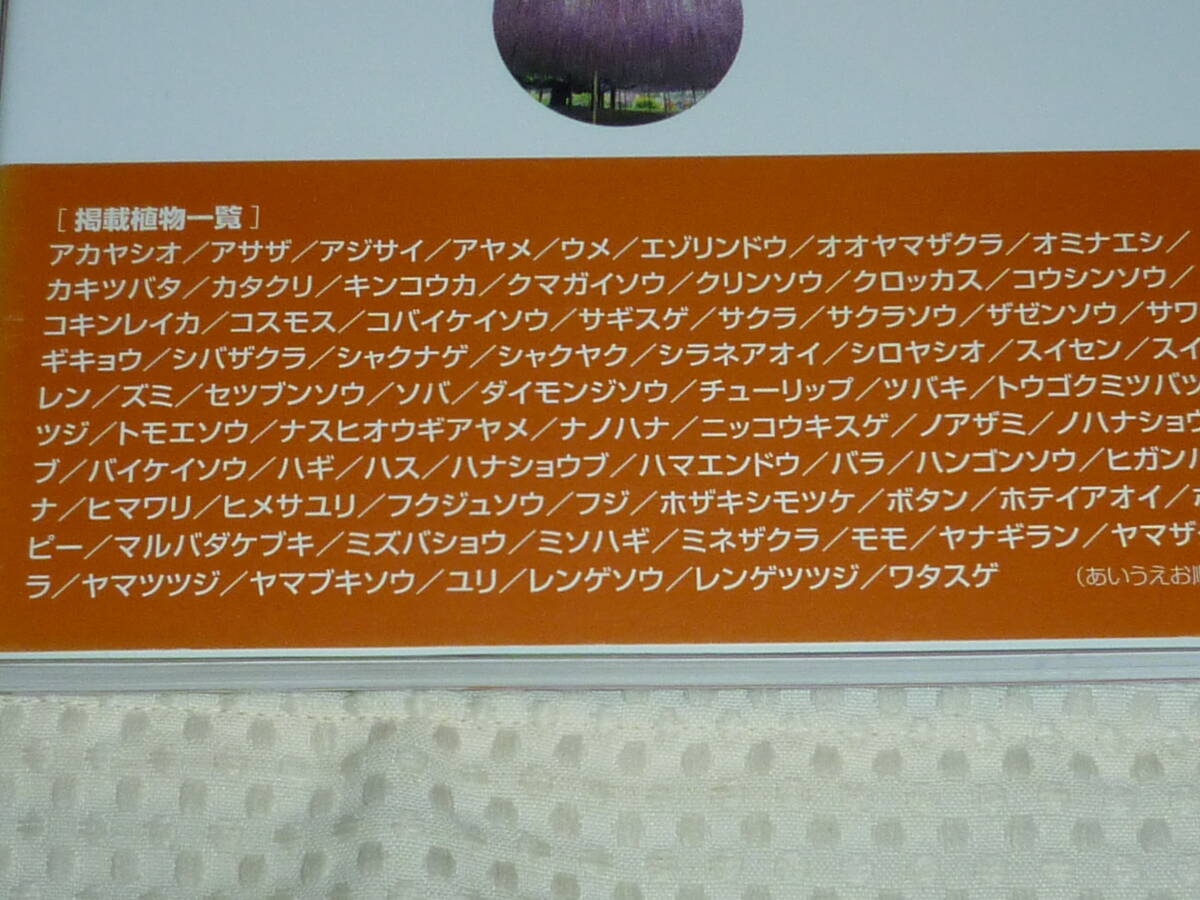 ［掲載植物一覧］
アカヤシオ／アサザ／アジサイ／アヤメ／ウメ／エゾリンドウ／オオヤマザクラ／オミナエシ／
カキツバタ／カタクリ／キンコウカ／クマガイソウ／クリンソウ／クロッカス／コウシンソウ／
コキンレイカ／コスモス／コバイケイソウ／サギスゲ／サクラ／サクラソウ／ザゼンソウ／サワ
ギキョウ／シバザクラ／シャクナゲ／シャクヤク／シラネアオイ／シロヤシオ／スイセン／スイ
レン／ズミ／セツブンソウ／ソバ／ダイモンジソウ／チューリップ／ツバキ／トウゴクミツバツ
ツジ／トモエソウ／ナスヒオウギアヤメ／ナノハナ／ニッコウキスゲ／ノアザミ／ノハナショウ
ブ／バイケイソウ／ハギ／ハス／ハナショウブ／ハマエンドウ／バラ／ハンゴンソウ／ヒガンバ
ナ／ヒマワリ／ヒメサユリ／フクジュソウ／フジ／ホザキシモツケ／ボタン／ホテイアオイ／
ピー／マルバダケブキ／ミズバショウ／ミソハギ／ミネザクラ／モモ／ヤナギラン／ヤマザ
ラ／ヤマツツジ／ヤマブキソウ／ユリ／レンゲソウ／レンゲツツジ／ワタスゲ （あいうえお順